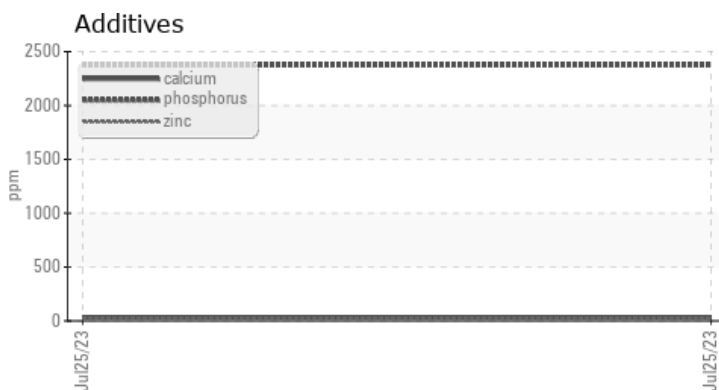 Additives
2500
2000
1500
1000
500
0
ppm
calcium
phosphorus
zinc
Jul25/23
Jul25/23